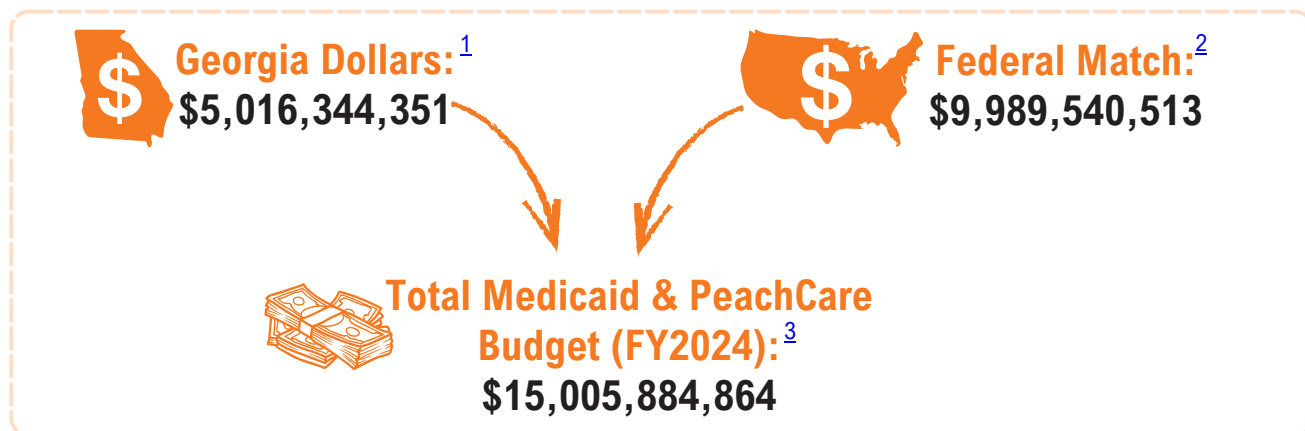 $
Georgia Dollars: 1
$5,016,344,351
$
Federal Match: 2
$9,989,540,513
Total Medicaid & PeachCare
Budget (FY2024): 3
$15,005,884,864